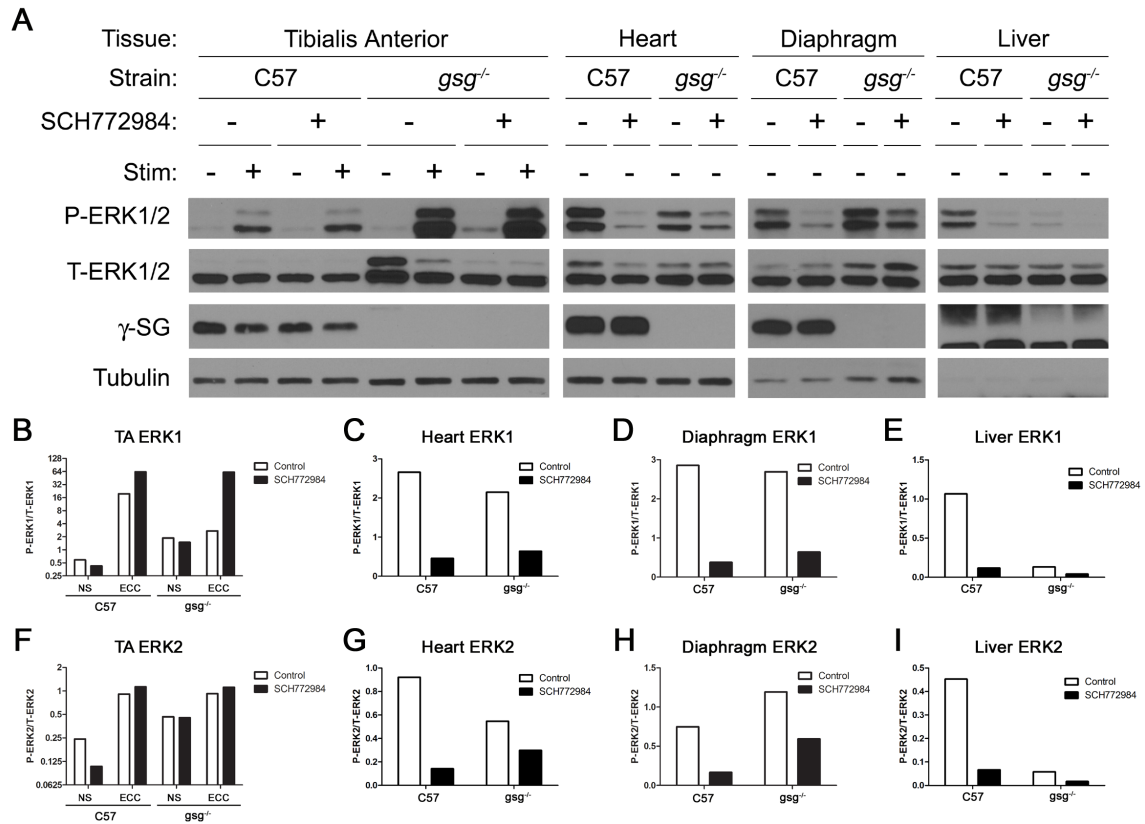 A
Tissue: Tibialis Anterior Heart Diaphragm Liver
Strain: C57 gsg-/- C57 gsg-/- C57 gsg-/- C57 gsg-/-
SCH772984: - + - + - + - + - + - + - + - +
Stim: - + - + - + - + - - - - - - - - - - - -
P-ERK1/2
T-ERK1/2
γ-SG
Tubulin
B
TA ERK1
P-ERK1/T-ERK1
128
64
32
16
8
4
2
1
0.5
0.25
NS ECC NS ECC
C57 gsg-/-
Control
SCH772984
C
Heart ERK1
P-ERK1/T-ERK1
3
2
1
0
C57 gsg-/-
Control
SCH772984
D
Diaphragm ERK1
P-ERK1/T-ERK1
3
2
1
0
C57 gsg-/-
Control
SCH772984
E
Liver ERK1
P-ERK1/T-ERK1
1.5
1.0
0.5
0.0
C57 gsg-/-
Control
SCH772984
F
TA ERK2
P-ERK2/T-ERK2
2
1
0.5
0.25
0.125
0.0625
NS ECC NS ECC
C57 gsg-/-
Control
SCH772984
G
Heart ERK2
P-ERK2/T-ERK2
1.0
0.8
0.6
0.4
0.2
0.0
C57 gsg-/-
Control
SCH772984
H
Diaphragm ERK2
P-ERK2/T-ERK2
1.5
1.0
0.5
0.0
C57 gsg-/-
Control
SCH772984
I
Liver ERK2
P-ERK2/T-ERK2
0.5
0.4
0.3
0.2
0.1
0.0
C57 gsg-/-
Control
SCH772984